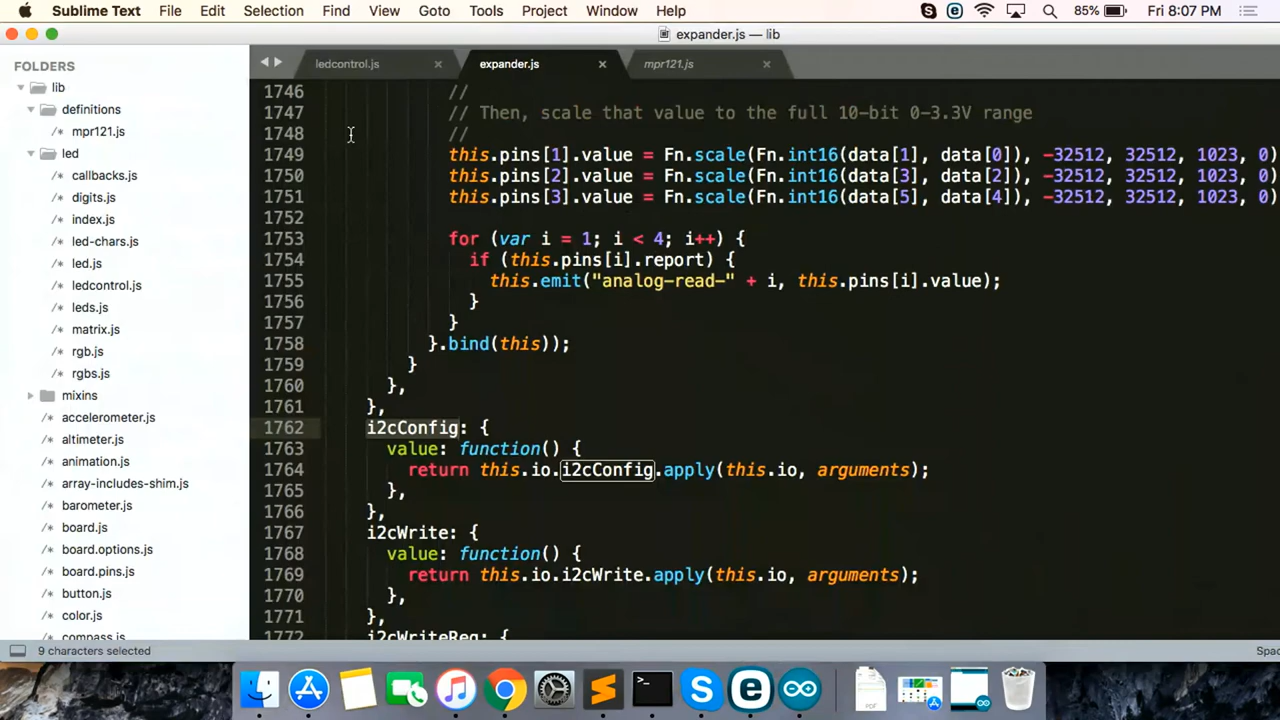 Sublime Text File Edit Selection Find View Goto Tools Project Window Help 85% Fri 8:07 PM
expander.js — lib
FOLDERS
lib
definitions
mpr121.js
led
callbacks.js
digits.js
index.js
led-chars.js
led.js
ledcontrol.js
leds.js
matrix.js
rgb.js
rgbs.js
mixins
accelerometer.js
altimeter.js
animation.js
array-includes-shim.js
barometer.js
board.js
board.options.js
board.pins.js
button.js
color.js
compass.js
ledcontrol.js expander.js mpr121.js
1746 //
1747 // Then, scale that value to the full 10-bit 0-3.3V range
1748 //
1749 this.pins[1].value = Fn.scale(Fn.int16(data[1], data[0]), -32512, 32512, 1023, 0)
1750 this.pins[2].value = Fn.scale(Fn.int16(data[3], data[2]), -32512, 32512, 1023, 0)
1751 this.pins[3].value = Fn.scale(Fn.int16(data[5], data[4]), -32512, 32512, 1023, 0)
1752
1753 for (var i = 1; i < 4; i++) {
1754 if (this.pins[i].report) {
1755 this.emit("analog-read-" + i, this.pins[i].value);
1756 }
1757 }
1758 }.bind(this));
1759 }
1760 },
1761 },
1762 i2cConfig: {
1763 value: function() {
1764 return this.io.i2cConfig.apply(this.io, arguments);
1765 },
1766 },
1767 i2cWrite: {
1768 value: function() {
1769 return this.io.i2cWrite.apply(this.io, arguments);
1770 },
1771 },
1772 i2cWriteReg: {
9 characters selected Spac